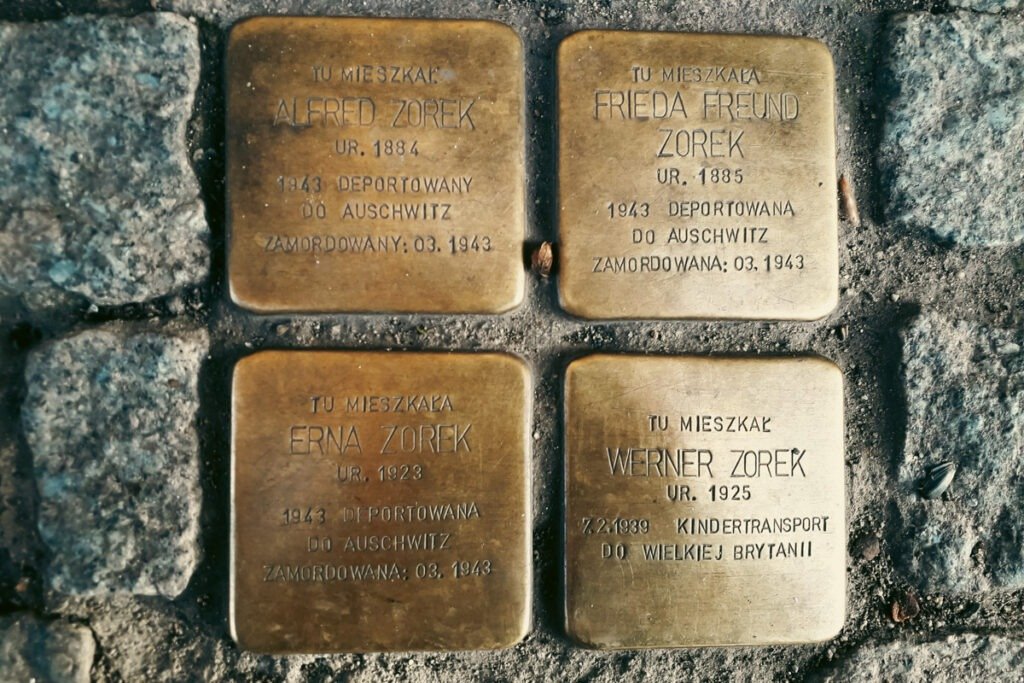 TU MIESZKAŁ
ALFRED ZOREK
UR. 1884
1943 DEPORTOWANY
DO AUSCHWITZ
ZAMORDOWANY: 03. 1943
TU MIESZKAŁA
FRIEDA FREUND
ZOREK
UR. 1885
1943 DEPORTOWANA
DO AUSCHWITZ
ZAMORDOWANA: 03. 1943
TU MIESZKAŁA
ERNA ZOREK
UR. 1923
1943 DEPORTOWANA
DO AUSCHWITZ
ZAMORDOWANA: 03. 1943
TU MIESZKAŁ
WERNER ZOREK
UR. 1925
7.2.1939 KINDERTRANSPORT
DO WIELKIEJ BRYTANII